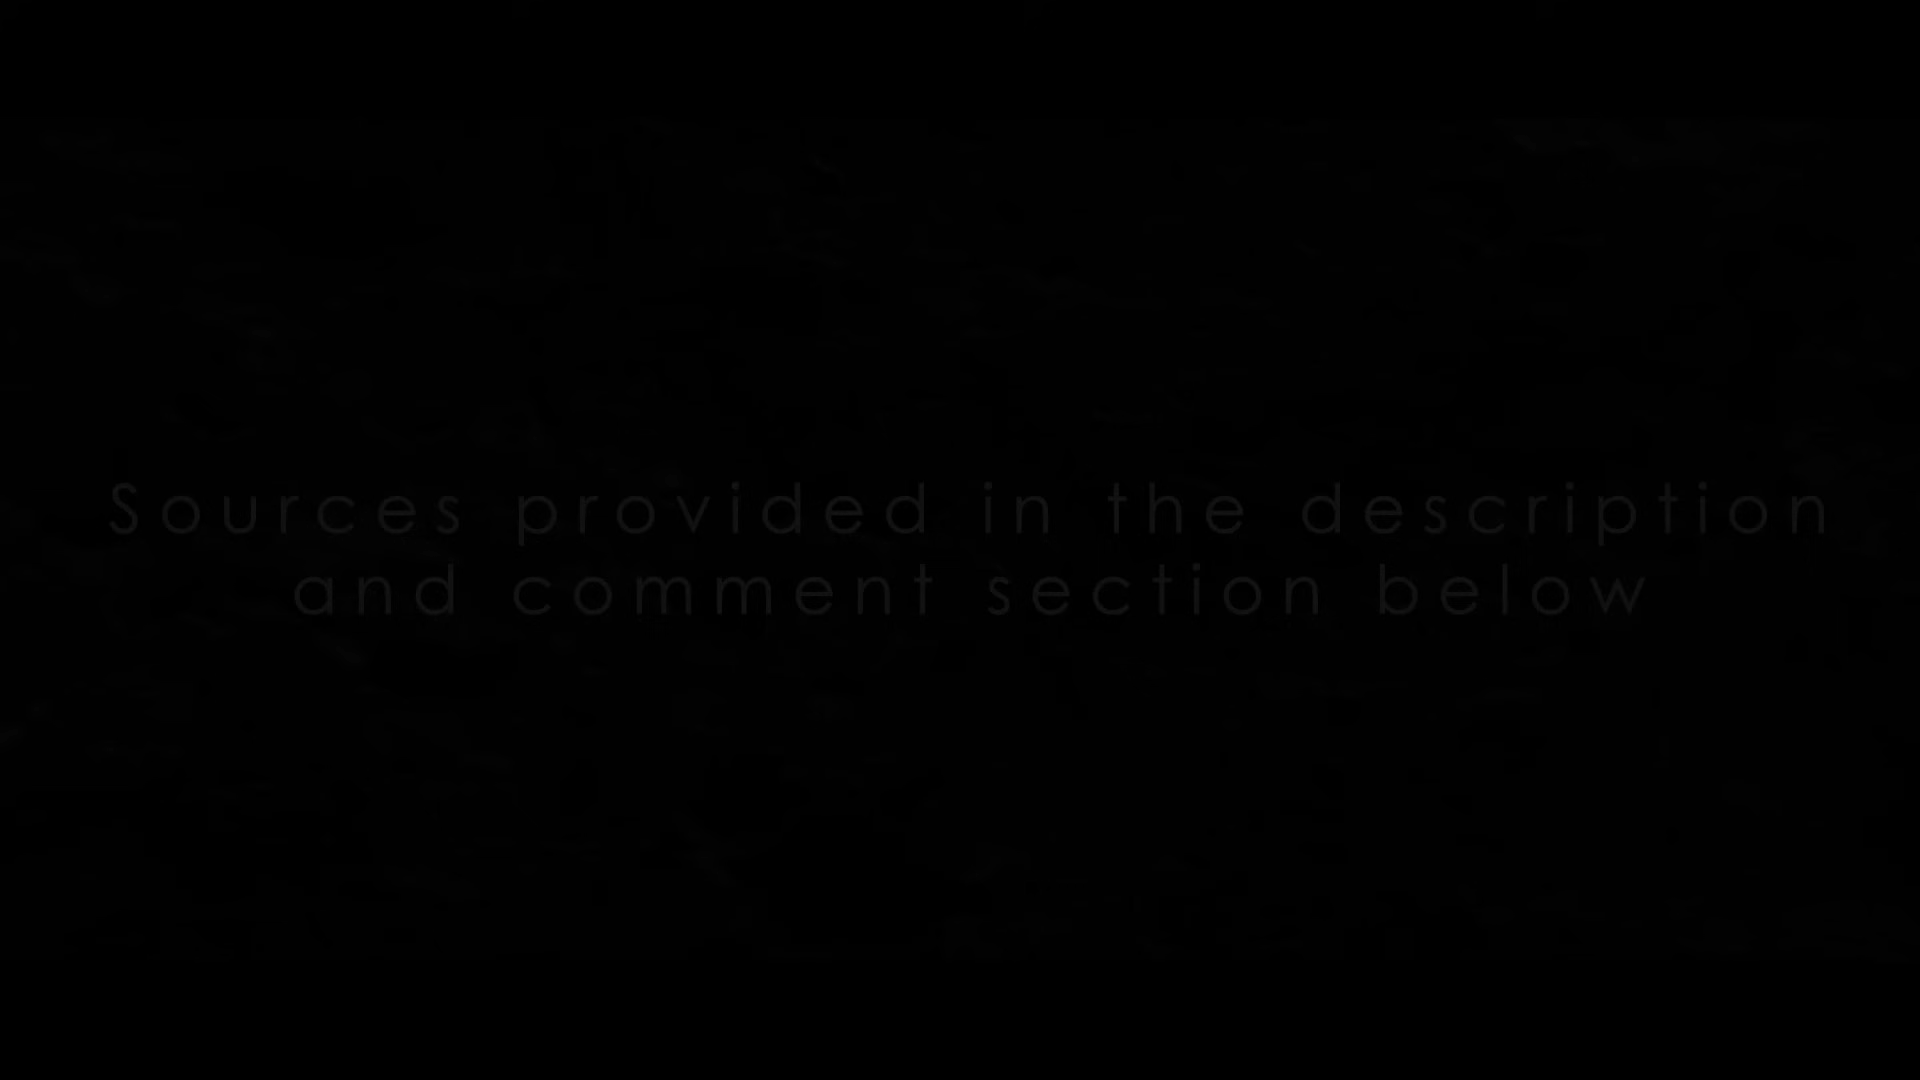 Sources provided in the description
and comment section below